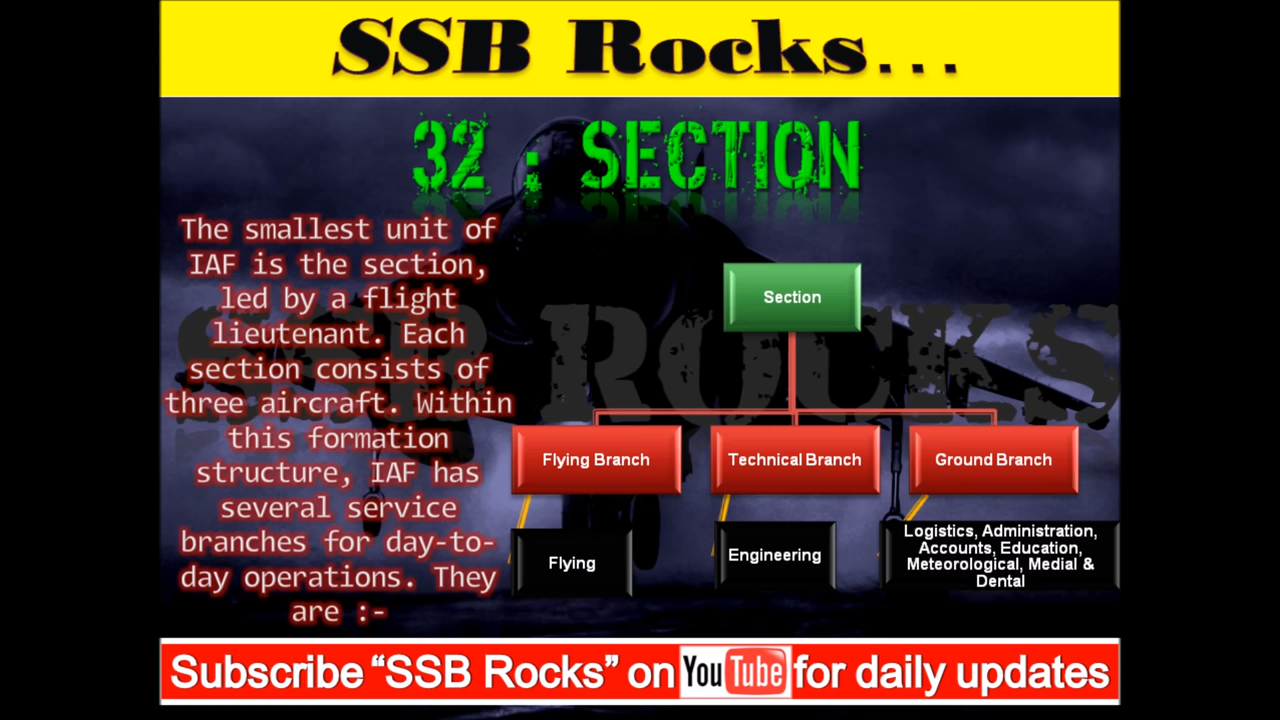 SSB Rocks...
32 : SECTION
The smallest unit of
IAF is the section,
led by a flight
lieutenant. Each
section consists of
three aircraft. Within
this formation
structure, IAF has
several service
branches for day-to-
day operations. They
are :-
SSB ROCKS
Section
Flying Branch
Technical Branch
Ground Branch
Flying
Engineering
Logistics, Administration,
Accounts, Education,
Meteorological, Medial &
Dental
Subscribe “SSB Rocks” on YouTube for daily updates